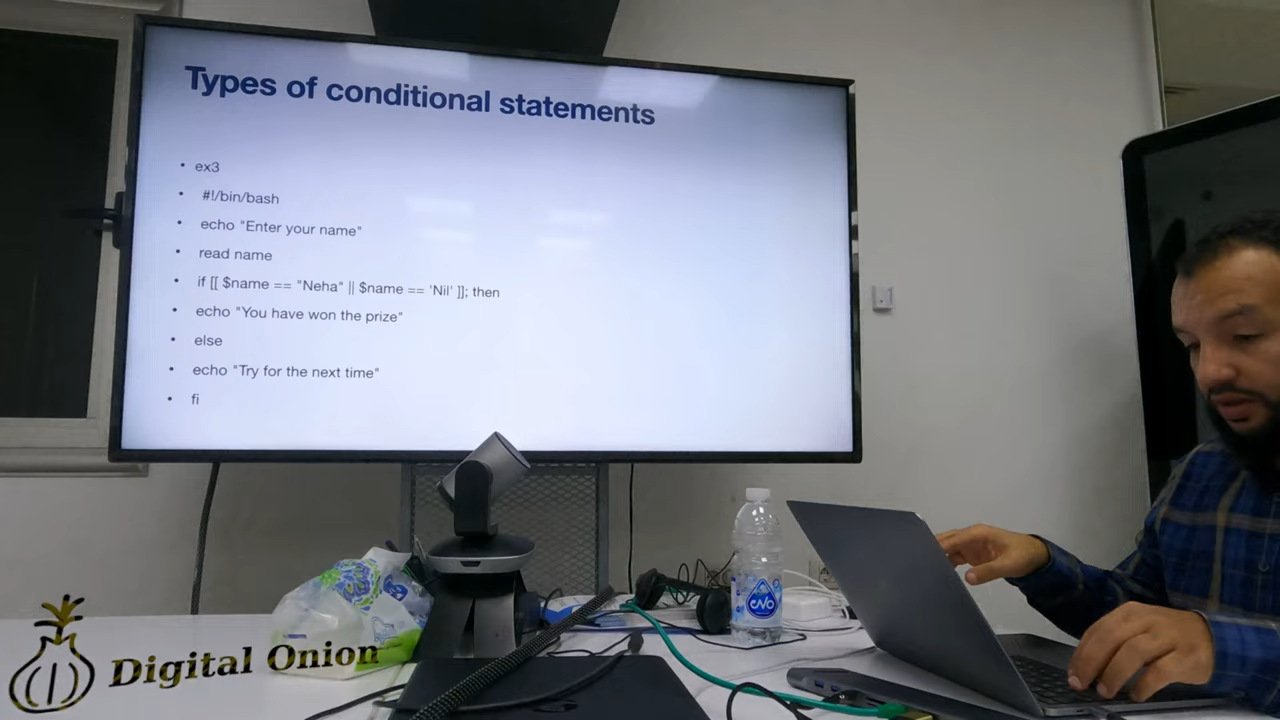 Types of conditional statements
• ex3
• #!/bin/bash
• echo "Enter your name"
• read name
• if [[ $name == "Neha" || $name == 'Nil' ]]; then
• echo "You have won the prize"
• else
• echo "Try for the next time"
• fi
Digital Onion